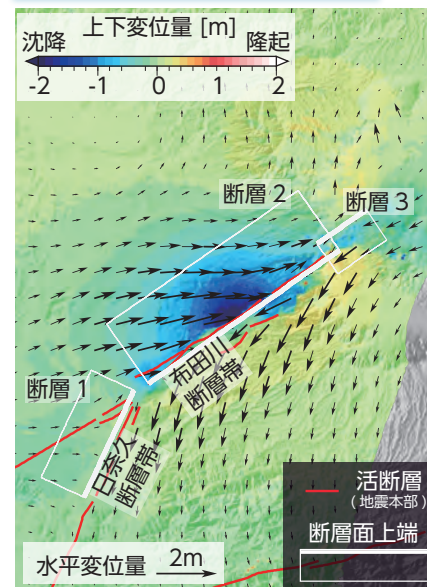 上下変位量 [m]
沈降 隆起
-2 -1 0 1 2
断層 2
断層 3
布田川
断層帯
断層 1
日奈久
断層帯
活断層
(地震本部)
断層面上端
水平変位量 2m